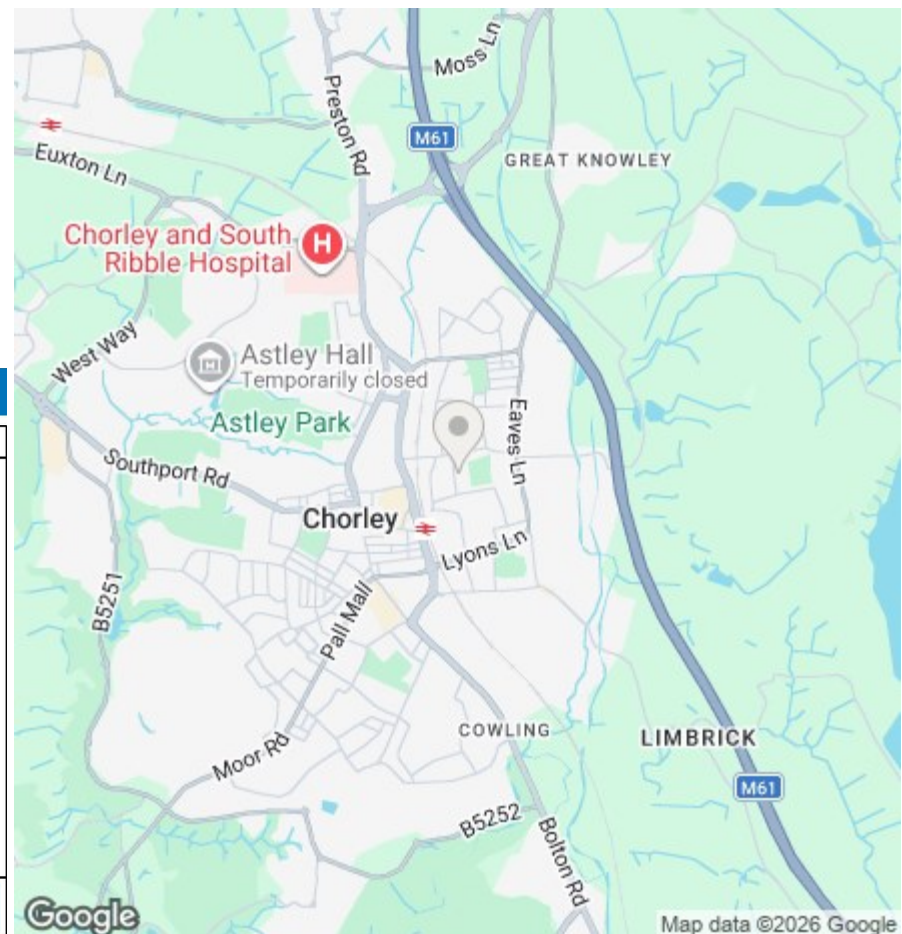 Moss Ln
Preston Rd
M61
GREAT KNOWLEY
Euxton Ln
Chorley and South
Ribble Hospital
H
West Way
Astley Hall
Temporarily closed
Astley Park
Eaves Ln
Southport Rd
Chorley
Lyons Ln
B5251
Pall Mall
COWLING
LIMBRICK
Moor Rd
M61
B5252
Bolton Rd
Google
Map data ©2026 Google